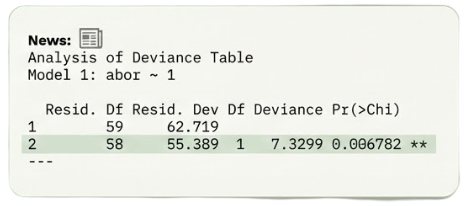 News:
Analysis of Deviance Table
Model 1: abor ~ 1
Resid. Df Resid. Dev Df Deviance Pr(>Chi)
1 59 62.719
2 58 55.389 1 7.3299 0.006782 **
---